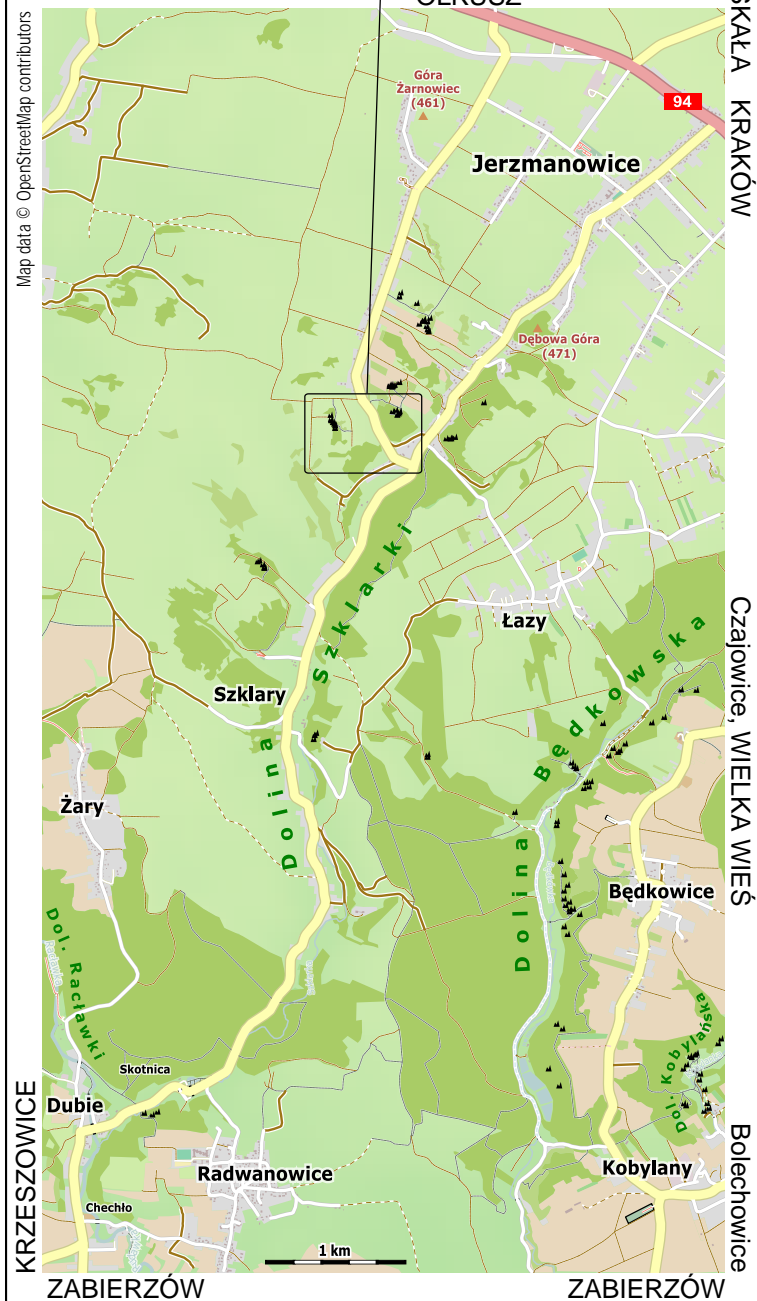 OLKUSZ
SKAŁA KRAKÓW
Map data © OpenStreetMap contributors
Góra
Żarnowiec
(461)
94
Jerzmanowice
Dębowa Góra
(471)
Dolina Szklarki
Łazy
Czajowice, WIELKA WIEŚ
Szklary
Dolina Będkowska
Żary
Będkowice
Dol. Racławki
Dol. Kobylańska
Skotnica
Dubie
Bolechowice
Kobylany
Radwanowice
KRZESZOWICE
Chechło
1 km
ZABIERZÓW
ZABIERZÓW